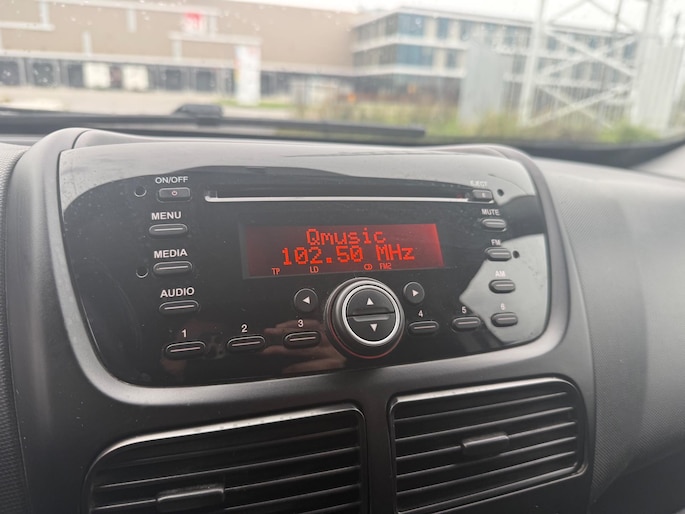 ON/OFF
EJECT
MENU
MUTE
Qmusic
102.50 MHz
TP LD CD FM2
MEDIA
FM
AUDIO
AM
1 2 3 4 5 6